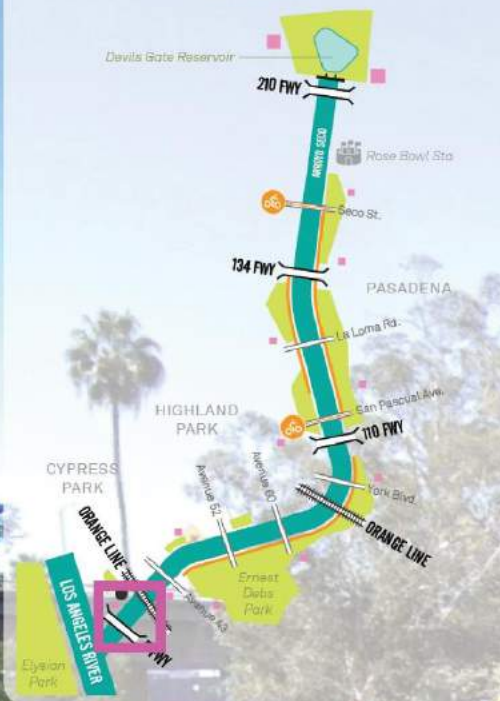 Devils Gate Reservoir
210 FWY
ARROYO SECO
Rose Bowl Sta
Seco St.
134 FWY
PASADENA
La Loma Rd.
San Pascual Ave.
HIGHLAND
PARK
110 FWY
CYPRESS
PARK
Avenue 52
Avenue 60
York Blvd.
ORANGE LINE
ORANGE LINE
Avenue 43
Ernest
Debs
Park
LOS ANGELES RIVER
FWY
Elysian
Park